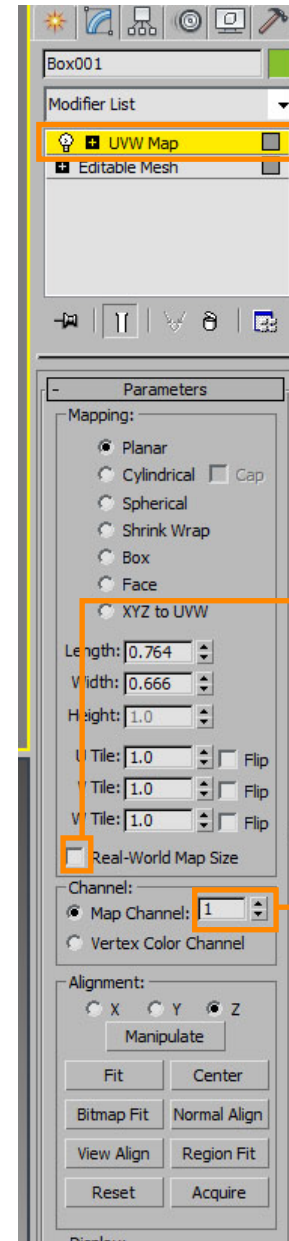 Box001
Modifier List
UVW Map
Editable Mesh
- Parameters
Mapping:
Planar
Cylindrical Cap
Spherical
Shrink Wrap
Box
Face
XYZ to UVW
Length: 0.764
Width: 0.666
Height: 1.0
U Tile: 1.0 Flip
V Tile: 1.0 Flip
W Tile: 1.0 Flip
Real-World Map Size
Channel:
Map Channel: 1
Vertex Color Channel
Alignment:
X Y Z
Manipulate
Fit Center
Bitmap Fit Normal Align
View Align Region Fit
Reset Acquire
Display: